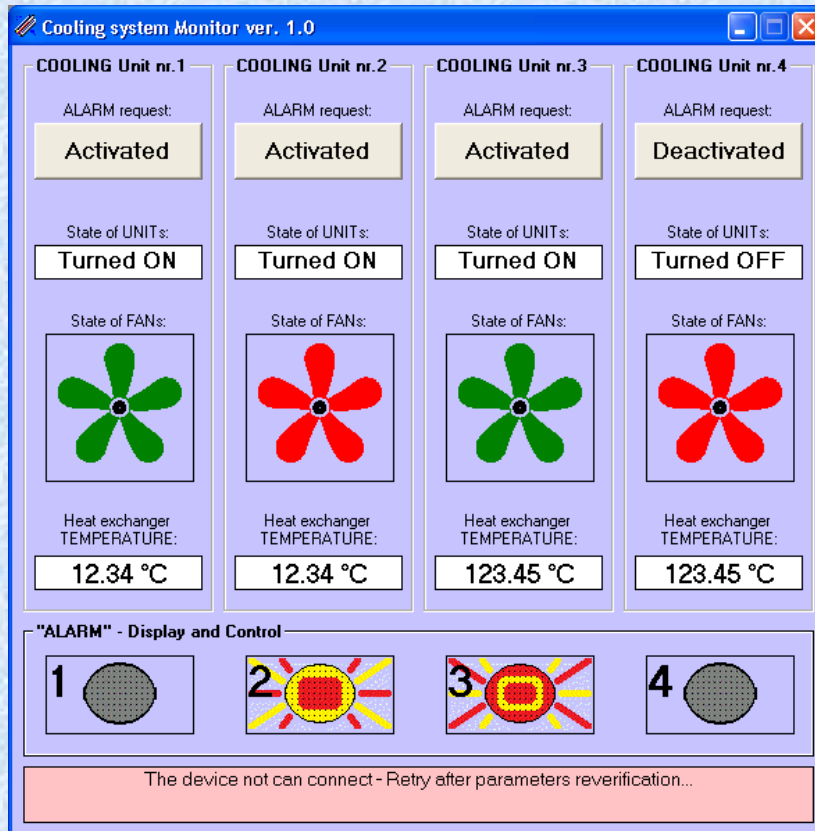 Cooling system Monitor ver. 1.0
COOLING Unit nr.1 COOLING Unit nr.2 COOLING Unit nr.3 COOLING Unit nr.4
ALARM request: ALARM request: ALARM request: ALARM request:
Activated Activated Activated Deactivated
State of UNITs: State of UNITs: State of UNITs: State of UNITs:
Turned ON Turned ON Turned ON Turned OFF
State of FANs: State of FANs: State of FANs: State of FANs:
Heat exchanger Heat exchanger Heat exchanger Heat exchanger
TEMPERATURE: TEMPERATURE: TEMPERATURE: TEMPERATURE:
12.34 °C 12.34 °C 123.45 °C 123.45 °C
"ALARM" - Display and Control
1 2 3 4
The device not can connect - Retry after parameters reverification...